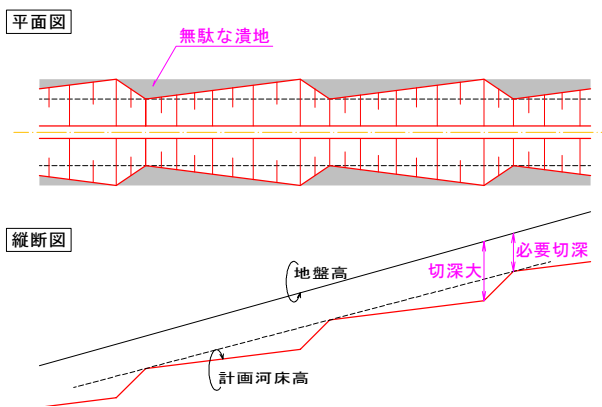 平面図
無駄な潰地
縦断図
必要切深
地盤高
切深大
計画河床高